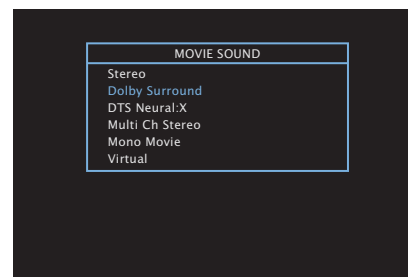 MOVIE SOUND
Stereo
Dolby Surround
DTS Neural:X
Multi Ch Stereo
Mono Movie
Virtual